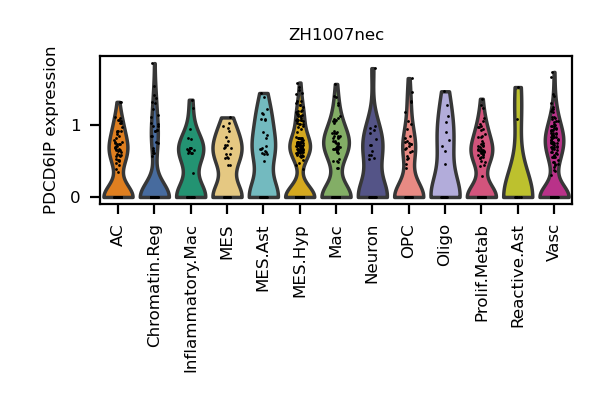 ZH1007nec
PDCD6IP expression
1
0
AC
Chromatin.Reg
Inflammatory.Mac
MES
MES.Ast
MES.Hyp
Mac
Neuron
OPC
Oligo
Prolif.Metab
Reactive.Ast
Vasc